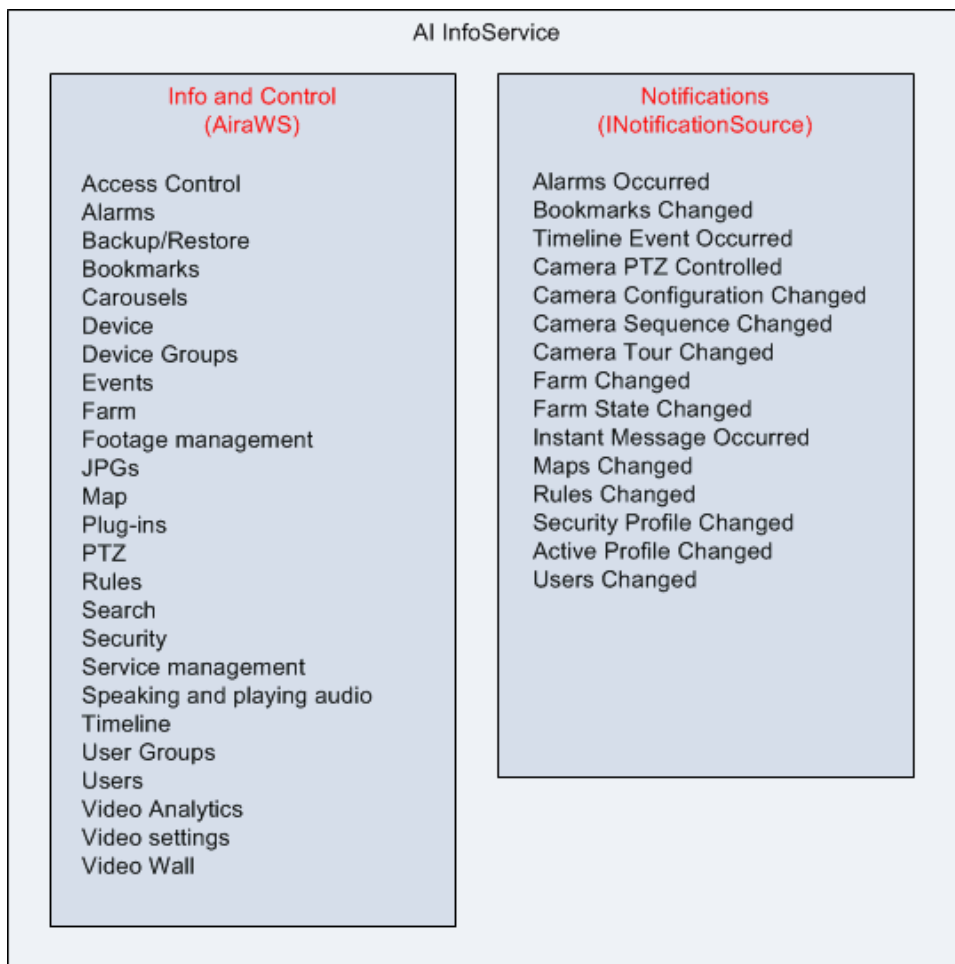 AI InfoService
Info and Control
(AiraWS)
Access Control
Alarms
Backup/Restore
Bookmarks
Carousels
Device
Device Groups
Events
Farm
Footage management
JPGs
Map
Plug-ins
PTZ
Rules
Search
Security
Service management
Speaking and playing audio
Timeline
User Groups
Users
Video Analytics
Video settings
Video Wall
Notifications
(INotificationSource)
Alarms Occurred
Bookmarks Changed
Timeline Event Occurred
Camera PTZ Controlled
Camera Configuration Changed
Camera Sequence Changed
Camera Tour Changed
Farm Changed
Farm State Changed
Instant Message Occurred
Maps Changed
Rules Changed
Security Profile Changed
Active Profile Changed
Users Changed